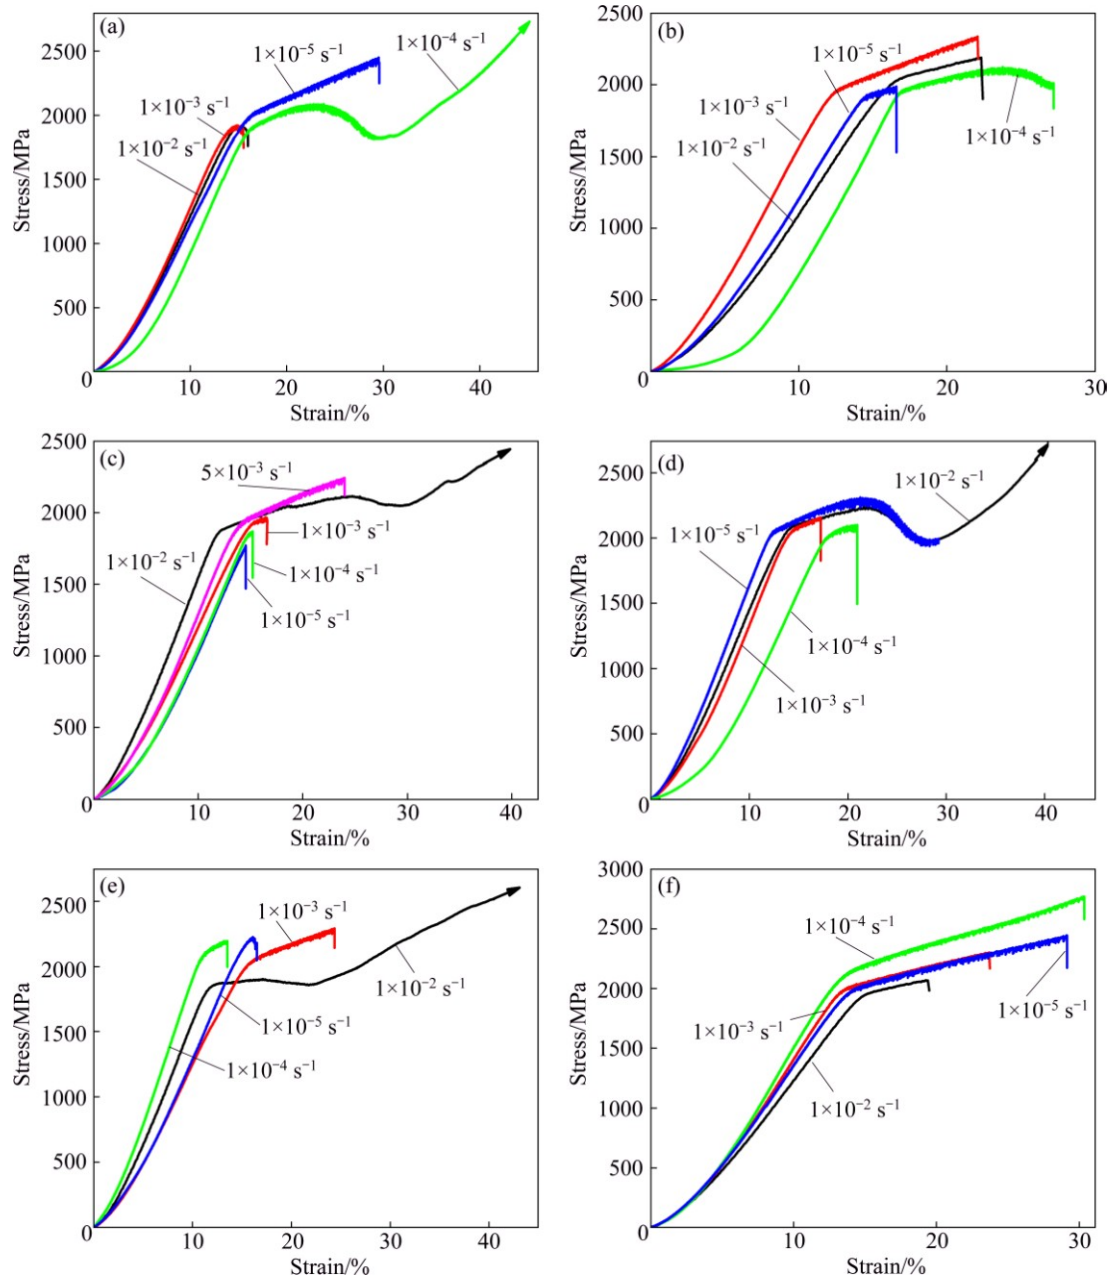 (a)
2500
2000
1500
1000
500
0
Stress/MPa
1×10⁻⁵ s⁻¹
1×10⁻⁴ s⁻¹
1×10⁻³ s⁻¹
1×10⁻² s⁻¹
10 20 30 40
Strain/%
(b)
2500
2000
1500
1000
500
0
Stress/MPa
1×10⁻⁵ s⁻¹
1×10⁻³ s⁻¹
1×10⁻² s⁻¹
1×10⁻⁴ s⁻¹
10 20 30
Strain/%
(c)
2500
2000
1500
1000
500
0
Stress/MPa
5×10⁻³ s⁻¹
1×10⁻² s⁻¹
1×10⁻³ s⁻¹
1×10⁻⁴ s⁻¹
1×10⁻⁵ s⁻¹
10 20 30 40
Strain/%
(d)
2500
2000
1500
1000
500
0
Stress/MPa
1×10⁻² s⁻¹
1×10⁻⁵ s⁻¹
1×10⁻⁴ s⁻¹
1×10⁻³ s⁻¹
10 20 30 40
Strain/%
(e)
2500
2000
1500
1000
500
0
Stress/MPa
1×10⁻³ s⁻¹
1×10⁻² s⁻¹
1×10⁻⁵ s⁻¹
1×10⁻⁴ s⁻¹
10 20 30 40
Strain/%
(f)
3000
2500
2000
1500
1000
500
0
Stress/MPa
1×10⁻⁴ s⁻¹
1×10⁻³ s⁻¹
1×10⁻⁵ s⁻¹
1×10⁻² s⁻¹
10 20 30
Strain/%